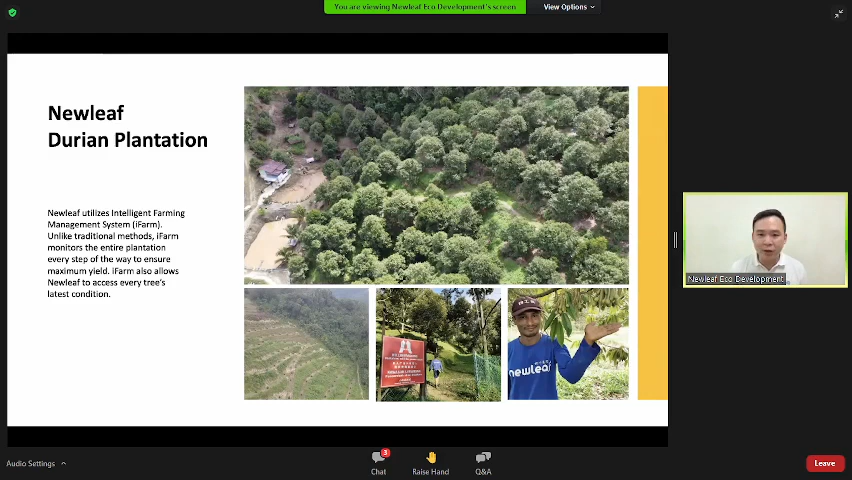 You are viewing Newleaf Eco Development's screen
View Options
Newleaf
Durian Plantation
Newleaf utilizes Intelligent Farming
Management System (iFarm).
Unlike traditional methods, iFarm
monitors the entire plantation
every step of the way to ensure
maximum yield. iFarm also allows
Newleaf to access every tree's
latest condition.
newleaf
Newleaf Eco Development
Audio Settings
3
Chat
Raise Hand
Q&A
Leave